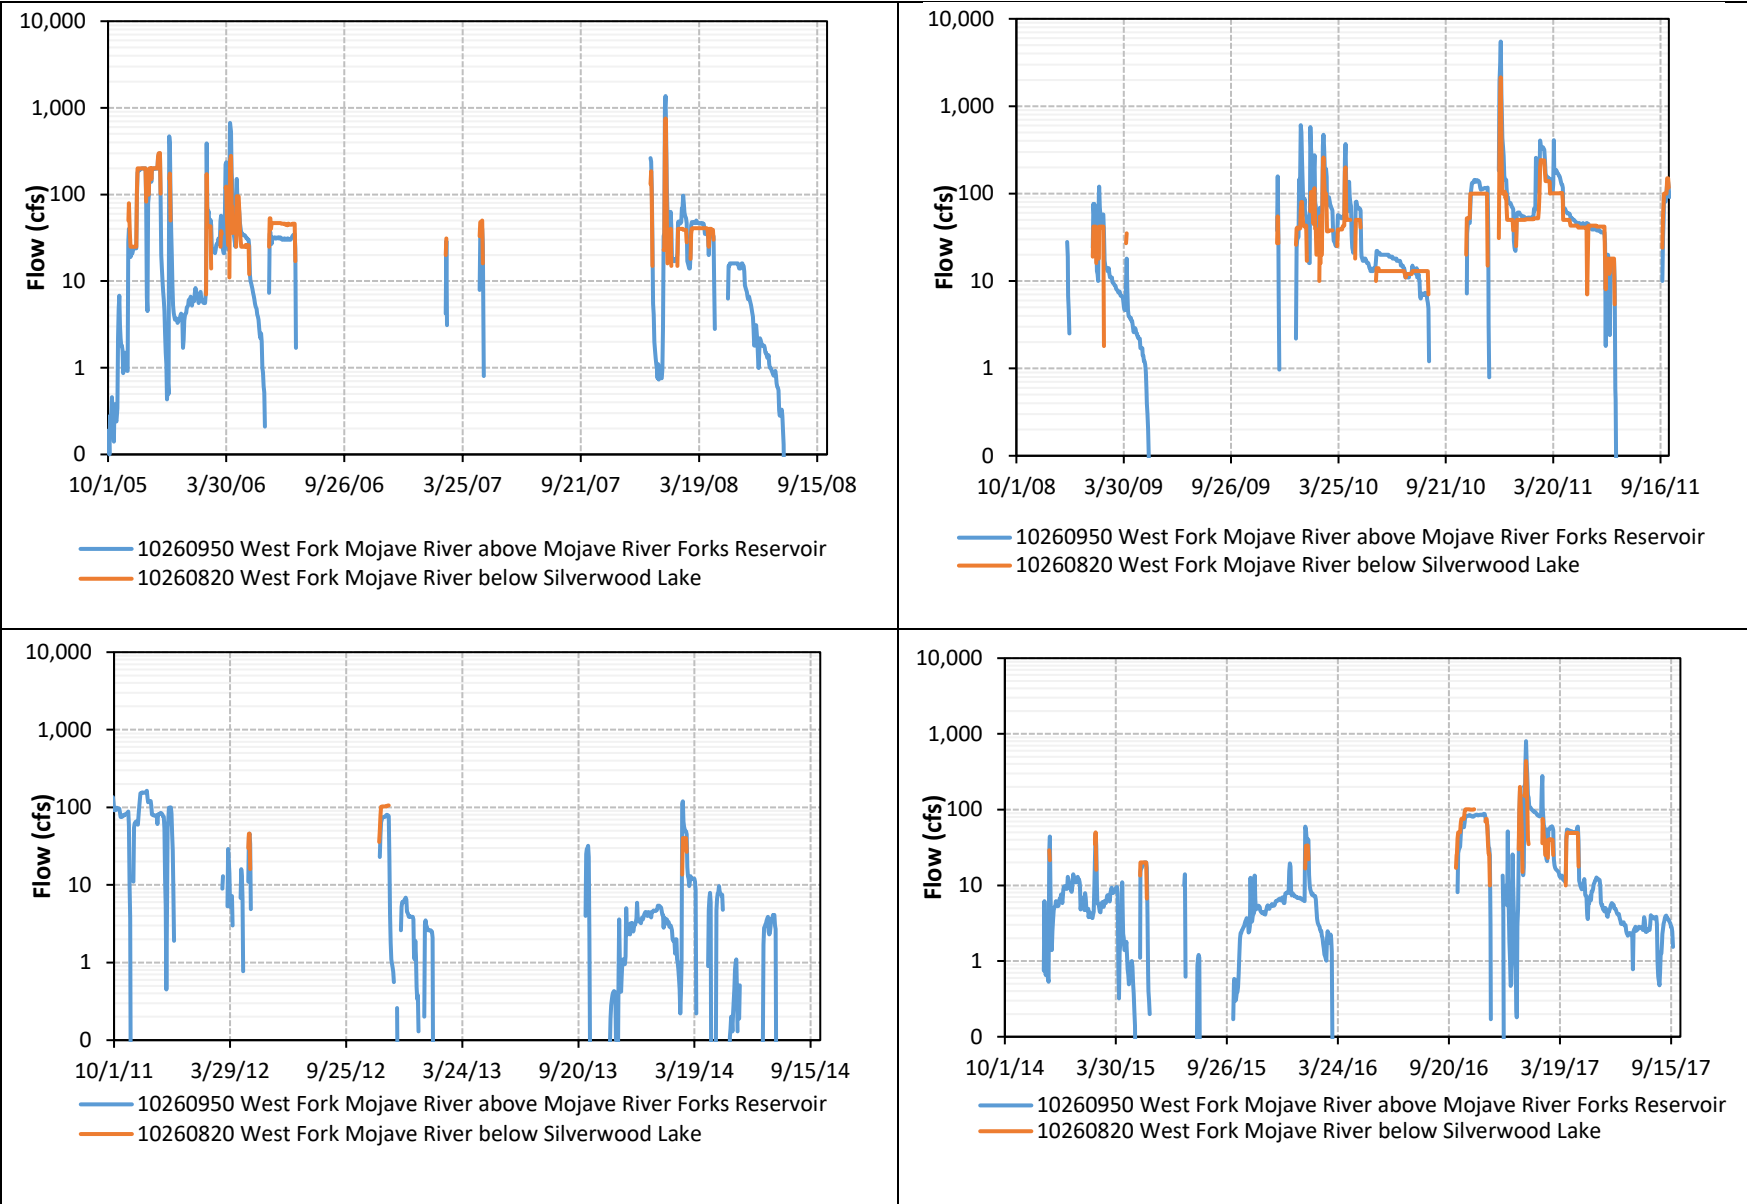 10,000
1,000
100
10
1
0
Flow (cfs)
10/1/05 3/30/06 9/26/06 3/25/07 9/21/07 3/19/08 9/15/08
10260950 West Fork Mojave River above Mojave River Forks Reservoir
10260820 West Fork Mojave River below Silverwood Lake
10,000
1,000
100
10
1
0
Flow (cfs)
10/1/08 3/30/09 9/26/09 3/25/10 9/21/10 3/20/11 9/16/11
10260950 West Fork Mojave River above Mojave River Forks Reservoir
10260820 West Fork Mojave River below Silverwood Lake
10,000
1,000
100
10
1
0
Flow (cfs)
10/1/11 3/29/12 9/25/12 3/24/13 9/20/13 3/19/14 9/15/14
10260950 West Fork Mojave River above Mojave River Forks Reservoir
10260820 West Fork Mojave River below Silverwood Lake
10,000
1,000
100
10
1
0
Flow (cfs)
10/1/14 3/30/15 9/26/15 3/24/16 9/20/16 3/19/17 9/15/17
10260950 West Fork Mojave River above Mojave River Forks Reservoir
10260820 West Fork Mojave River below Silverwood Lake